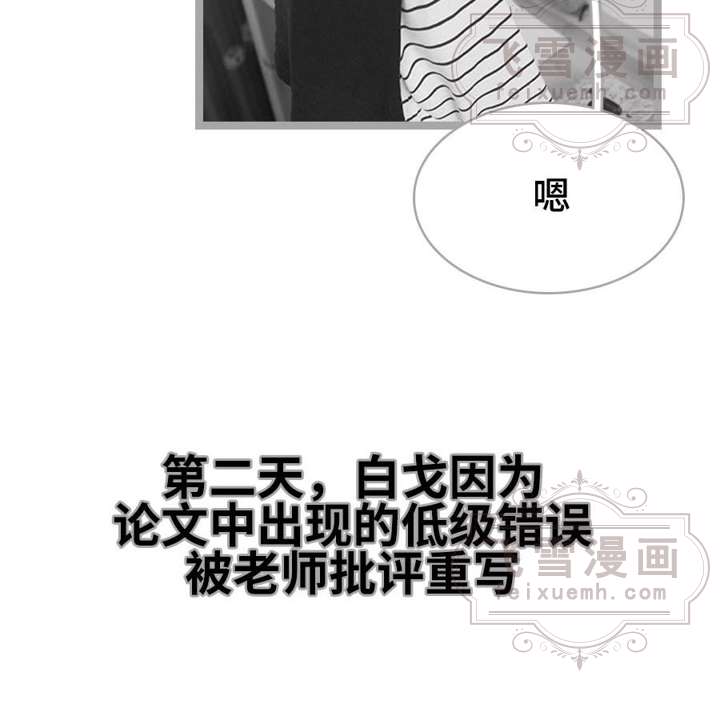 飞雪漫画
feixuemh.com
嗯
第二天，白戈因为
论文中出现的低级错误
被老师批评重写
飞雪漫画
feixuemh.com